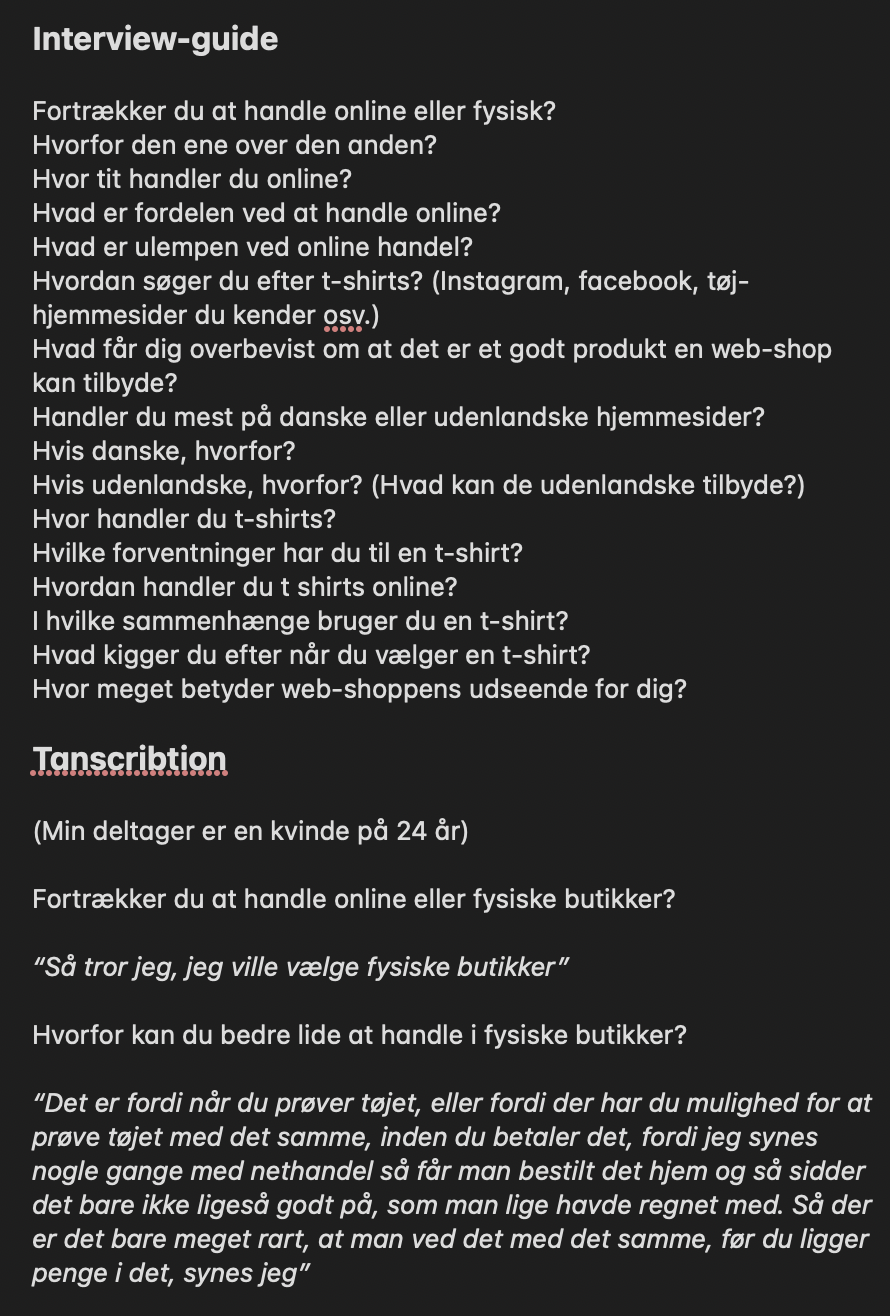 Interview-guide
Fortrækker du at handle online eller fysisk?
Hvorfor den ene over den anden?
Hvor tit handler du online?
Hvad er fordelen ved at handle online?
Hvad er ulempen ved online handel?
Hvordan søger du efter t-shirts? (Instagram, facebook, tøj-
hjemmesider du kender osv.)
Hvad får dig overbevist om at det er et godt produkt en web-shop
kan tilbyde?
Handler du mest på danske eller udenlandske hjemmesider?
Hvis danske, hvorfor?
Hvis udenlandske, hvorfor? (Hvad kan de udenlandske tilbyde?)
Hvor handler du t-shirts?
Hvilke forventninger har du til en t-shirt?
Hvordan handler du t shirts online?
I hvilke sammenhænge bruger du en t-shirt?
Hvad kigger du efter når du vælger en t-shirt?
Hvor meget betyder web-shoppens udseende for dig?
Tanscribtion
(Min deltager er en kvinde på 24 år)
Fortrækker du at handle online eller fysiske butikker?
“Så tror jeg, jeg ville vælge fysiske butikker”
Hvorfor kan du bedre lide at handle i fysiske butikker?
“Det er fordi når du prøver tøjet, eller fordi der har du mulighed for at
prøve tøjet med det samme, inden du betaler det, fordi jeg synes
nogle gange med nethandel så får man bestilt det hjem og så sidder
det bare ikke ligeså godt på, som man lige havde regnet med. Så der
er det bare meget rart, at man ved det med det samme, før du ligger
penge i det, synes jeg”